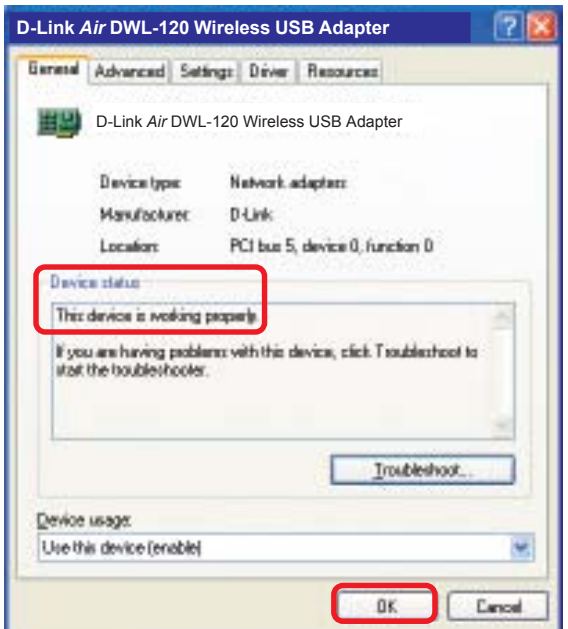 D-Link Air DWL-120 Wireless USB Adapter
General Advanced Settings Driver Resources
D-Link Air DWL-120 Wireless USB Adapter
Device type: Network adapters
Manufacturer: D-Link
Location: PCI bus 5, device 0, function 0
Device status
This device is working properly.
If you are having problems with this device, click Troubleshoot to
start the troubleshooter.
Troubleshoot...
Device usage:
Use this device (enable)
OK Cancel